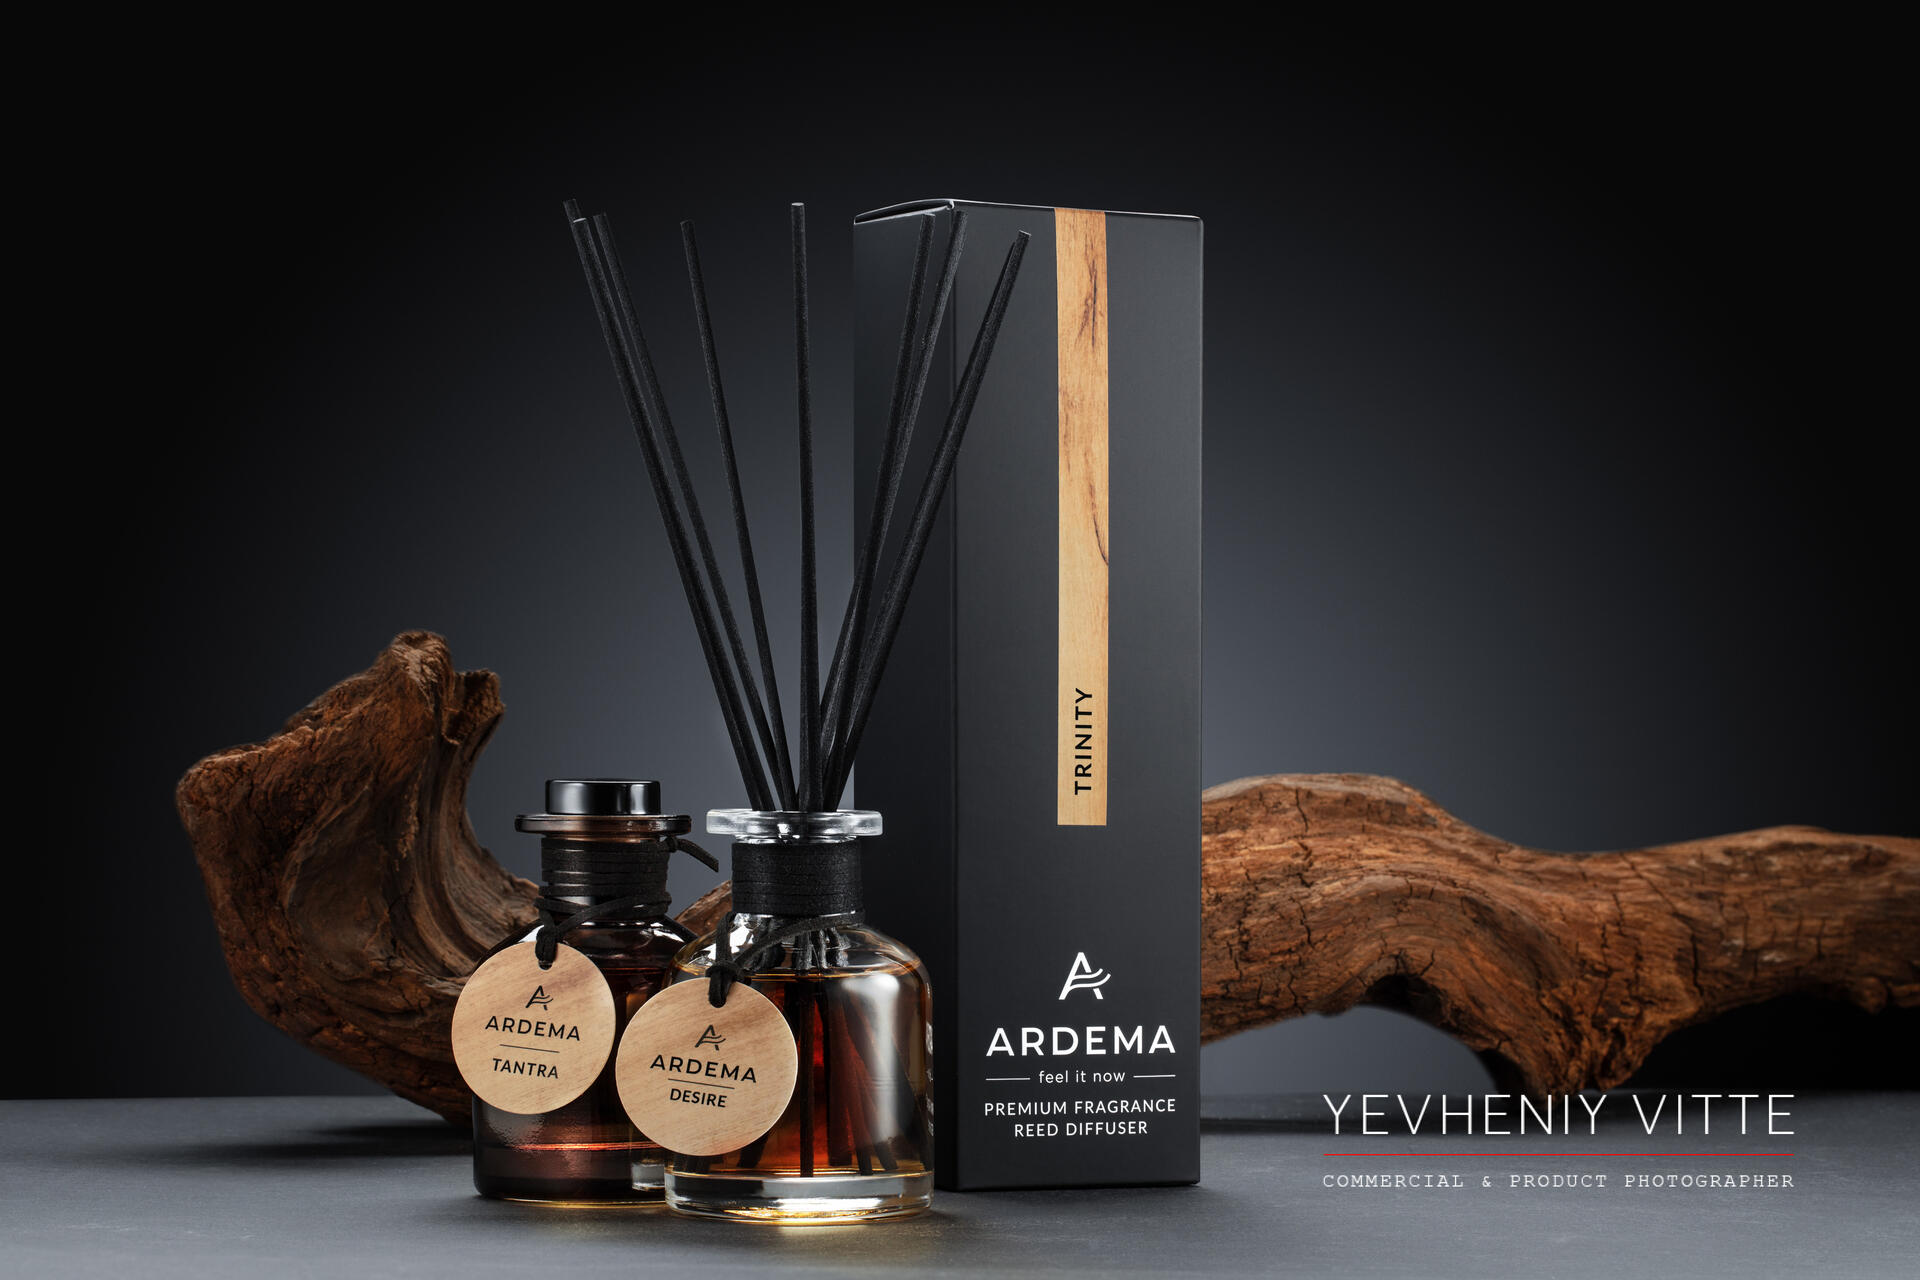 TRINITY
ARDEMA
feel it now
PREMIUM FRAGRANCE
REED DIFFUSER
ARDEMA
TANTRA
ARDEMA
DESIRE
YEVHENIY VITTE
COMMERCIAL & PRODUCT PHOTOGRAPHER